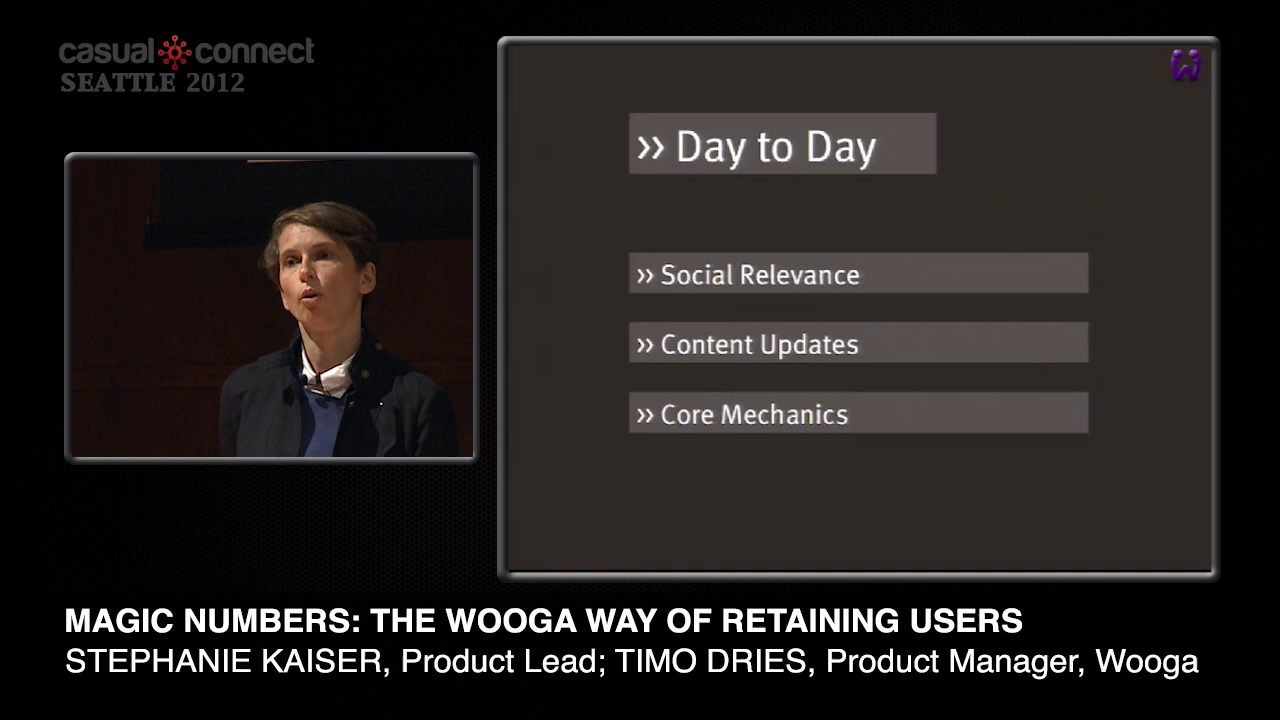 casual connect
SEATTLE 2012
>> Day to Day
>> Social Relevance
>> Content Updates
>> Core Mechanics
MAGIC NUMBERS: THE WOOGA WAY OF RETAINING USERS
STEPHANIE KAISER, Product Lead; TIMO DRIES, Product Manager, Wooga